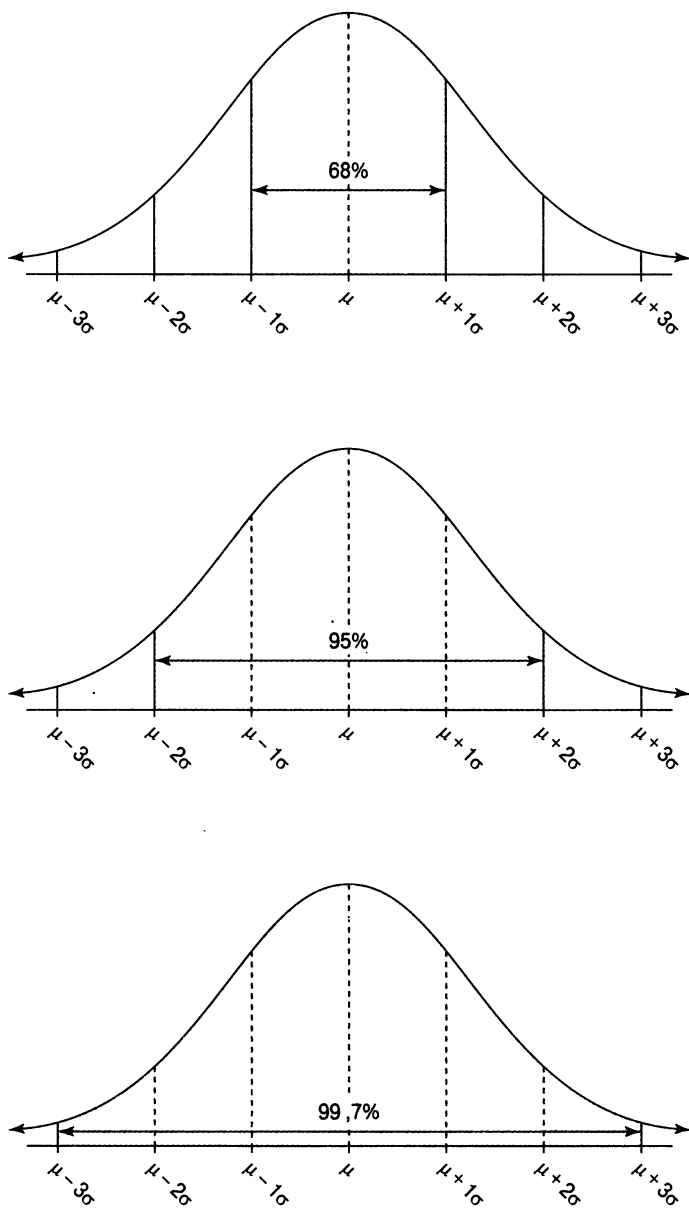 68%
μ – 3σ μ – 2σ μ – 1σ μ μ + 1σ μ + 2σ μ + 3σ
95%
μ – 3σ μ – 2σ μ – 1σ μ μ + 1σ μ + 2σ μ + 3σ
99 ,7%
μ – 3σ μ – 2σ μ – 1σ μ μ + 1σ μ + 2σ μ + 3σ